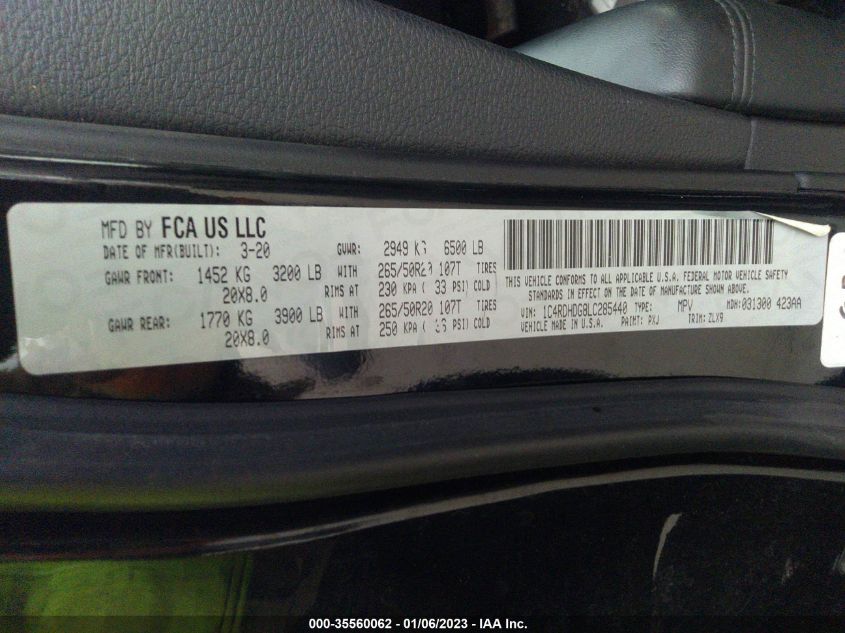 MFD BY FCA US LLC
DATE OF MFR(BUILT): 3-20 GVWR: 2949 KG 6500 LB
GAWR FRONT: 1452 KG 3200 LB WITH 265/50R20 107T TIRES
20X8.0 RIMS AT 230 KPA ( 33 PSI) COLD
GAWR REAR: 1770 KG 3900 LB WITH 265/50R20 107T TIRES
20X8.0 RIMS AT 250 KPA ( 36 PSI) COLD
THIS VEHICLE CONFORMS TO ALL APPLICABLE U.S.A. FEDERAL MOTOR VEHICLE SAFETY
STANDARDS IN EFFECT ON THE DATE OF MANUFACTURE SHOWN ABOVE.
VIN: 1C4RDHDG8LC285440 TYPE: MPV MDH: 031300 423AA
VEHICLE MADE IN U.S.A. PAINT: PXJ TRIM: ZLX9
000-35560062 - 01/06/2023 - IAA Inc.